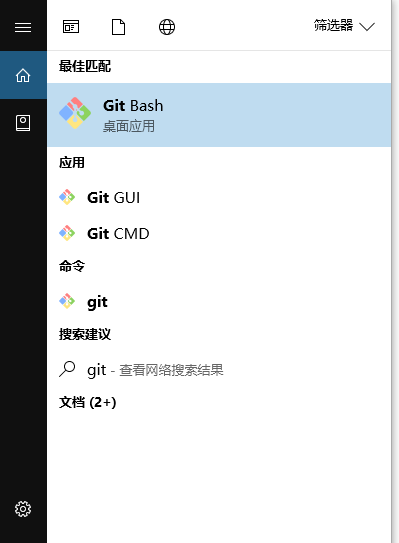 筛选器
最佳匹配
Git Bash
桌面应用
应用
Git GUI
Git CMD
命令
git
搜索建议
git - 查看网络搜索结果
文档 (2+)